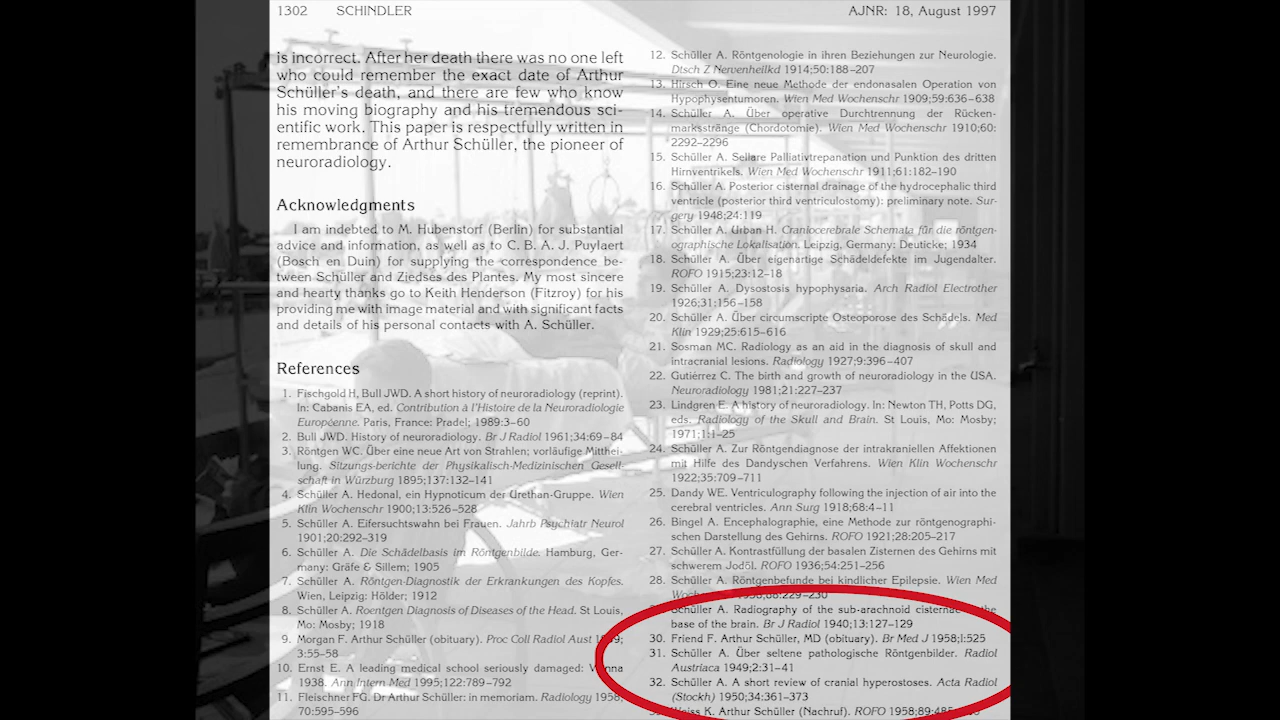 1302 SCHINDLER
AJNR: 18, August 1997
is incorrect. After her death there was no one left
who could remember the exact date of Arthur
Schüller's death, and there are few who know
his moving biography and his tremendous sci-
entific work. This paper is respectfully written in
remembrance of Arthur Schüller, the pioneer of
neuroradiology.
Acknowledgments
I am indebted to M. Hubenstorf (Berlin) for substantial
advice and information, as well as to C. B. A. J. Puylaert
(Bosch en Duin) for supplying the correspondence be-
tween Schüller and Ziedses des Plantes. My most sincere
and hearty thanks go to Keith Henderson (Fitzroy) for his
providing me with image material and with significant facts
and details of his personal contacts with A. Schüller.
References
1. Fischgold H, Bull JWD. A short history of neuroradiology (reprint).
In: Cabanis EA, ed. Contribution a l'Histoire de la Neuroradiologie
Européenne. Paris, France: Pradel; 1989:3–60
2. Bull JWD. History of neuroradiology. Br J Radiol 1961;34:69–84
3. Röntgen WC. Über eine neue Art von Strahlen; vorläufige Mitthei-
lung. Sitzungs-berichte der Physikalisch-Medizinischen Gesell-
schaft in Würzburg 1895;137:132–141
4. Schüller A. Hedonal, ein Hypnoticum der Urethan-Gruppe. Wien
Klin Wochenschr 1900;13:526–528
5. Schüller A. Eifersuchtswahn bei Frauen. Jahrb Psychiatr Neurol
1901;20:292–319
6. Schüller A. Die Schädelbasis im Röntgenbilde. Hamburg, Ger-
many: Gräfe & Sillem; 1905
7. Schüller A. Röntgen-Diagnostik der Erkrankungen des Kopfes.
Wien, Leipzig: Hölder; 1912
8. Schüller A. Roentgen Diagnosis of Diseases of the Head. St Louis,
Mo: Mosby; 1918
9. Morgan F. Arthur Schüller (obituary). Proc Coll Radiol Aust
3:55–58
10. Ernst E. A leading medical school seriously damaged:
1938. Ann Intern Med 1995;122:789–792
11. Fleischner FG. Dr Arthur Schüller: in memoriam. Radiology 1958;
70:595–596
12. Schüller A. Röntgenologie in ihren Beziehungen zur Neurologie.
Dtsch Z Nervenheilkd 1914;50:188–207
13. Hirsch O. Eine neue Methode der endonasalen Operation von
Hypophysentumoren. Wien Med Wochenschr 1909;59:636–638
14. Schüller A. Über operative Durchtrennung der Rücken-
marksstränge (Chordotomie). Wien Med Wochenschr 1910;60:
2292–2296
15. Schüller A. Sellare Palliativtrepanation und Punktion des dritten
Hirnventrikels. Wien Med Wochenschr 1911;61:182–190
16. Schüller A. Posterior cisternal drainage of the hydrocephalic third
ventricle (posterior third ventriculostomy): preliminary note. Sur-
gery 1948;24:119
17. Schüller A. Urban H. Craniocerebrale Schemata für die röntgen-
ographische Lokalisation. Leipzig, Germany: Deuticke; 1934
18. Schüller A. Über eigenartige Schädeldefekte im Jugendalter.
ROFO 1915;23:12–18
19. Schüller A. Dysostosis hypophysaria. Arch Radiol Electrother
1926;31:156–158
20. Schüller A. Über circumscripte Osteoporose des Schädels. Med
Klin 1929;25:615–616
21. Sosman MC. Radiology as an aid in the diagnosis of skull and
intracranial lesions. Radiology 1927;9:396–407
22. Gutiérrez C. The birth and growth of neuroradiology in the USA.
Neuroradiology 1981;21:227–237
23. Lindgren E. A history of neuroradiology. In: Newton TH, Potts DG,
eds. Radiology of the Skull and Brain. St Louis, Mo: Mosby;
1971;1:1–25
24. Schüller A. Zur Röntgendiagnose der intrakraniellen Affektionen
mit Hilfe des Dandyschen Verfahrens. Wien Klin Wochenschr
1922;35:709–711
25. Dandy WE. Ventriculography following the injection of air into the
cerebral ventricles. Ann Surg 1918;68:4–11
26. Bingel A. Encephalographie, eine Methode zur röntgenographi-
schen Darstellung des Gehirns. ROFO 1921;28:205–217
27. Schüller A. Kontrastfüllung der basalen Zisternen des Gehirns mit
schwerem Jodöl. ROFO 1936;54:251–256
28. Schüller A. Röntgenbefunde bei kindlicher Epilepsie. Wien Med
Schüller A. Radiography of the sub-arachnoid cisternae the
base of the brain. Br J Radiol 1940;13:127–129
30. Friend F. Arthur Schüller, MD (obituary). Br Med J 1958;I:525
31. Schüller A. Über seltene pathologische Röntgenbilder. Radiol
Austriaca 1949;2:31–41
32. Schüller A. A short review of cranial hyperostoses. Acta Radiol
(Stockh) 1950;34:361–373
Weiss K. Arthur Schüller (Nachruf). ROFO